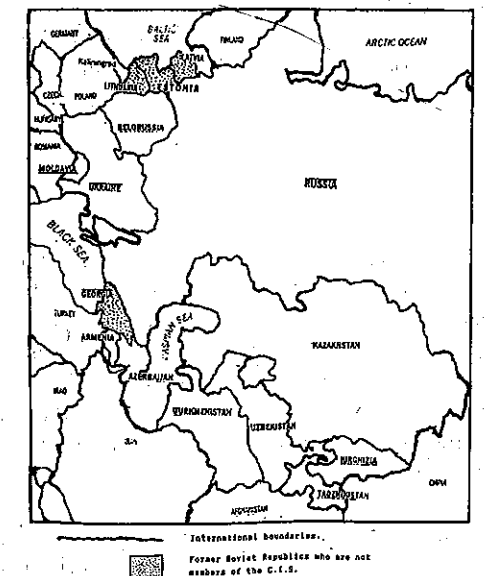 GERMANY
BALTIC
SEA
FINLAND
ARCTIC OCEAN
Kaliningrad
LATVIA
LITHUANIA
ESTONIA
CZECH
POLAND
HUNGARY
BELORUSSIA
ROMANIA
MOLDAVIA
UKRAINE
RUSSIA
BLACK SEA
GEORGIA
TURKEY
ARMENIA
CASPIAN SEA
KAZAKHSTAN
AZERBAIJAN
IRAQ
TURKMENISTAN
UZBEKISTAN
KIRGHIZIA
CHINA
TADZHIKISTAN
AFGHANISTAN
International boundaries.
Former Soviet Republics who are not
members of the C.I.S.